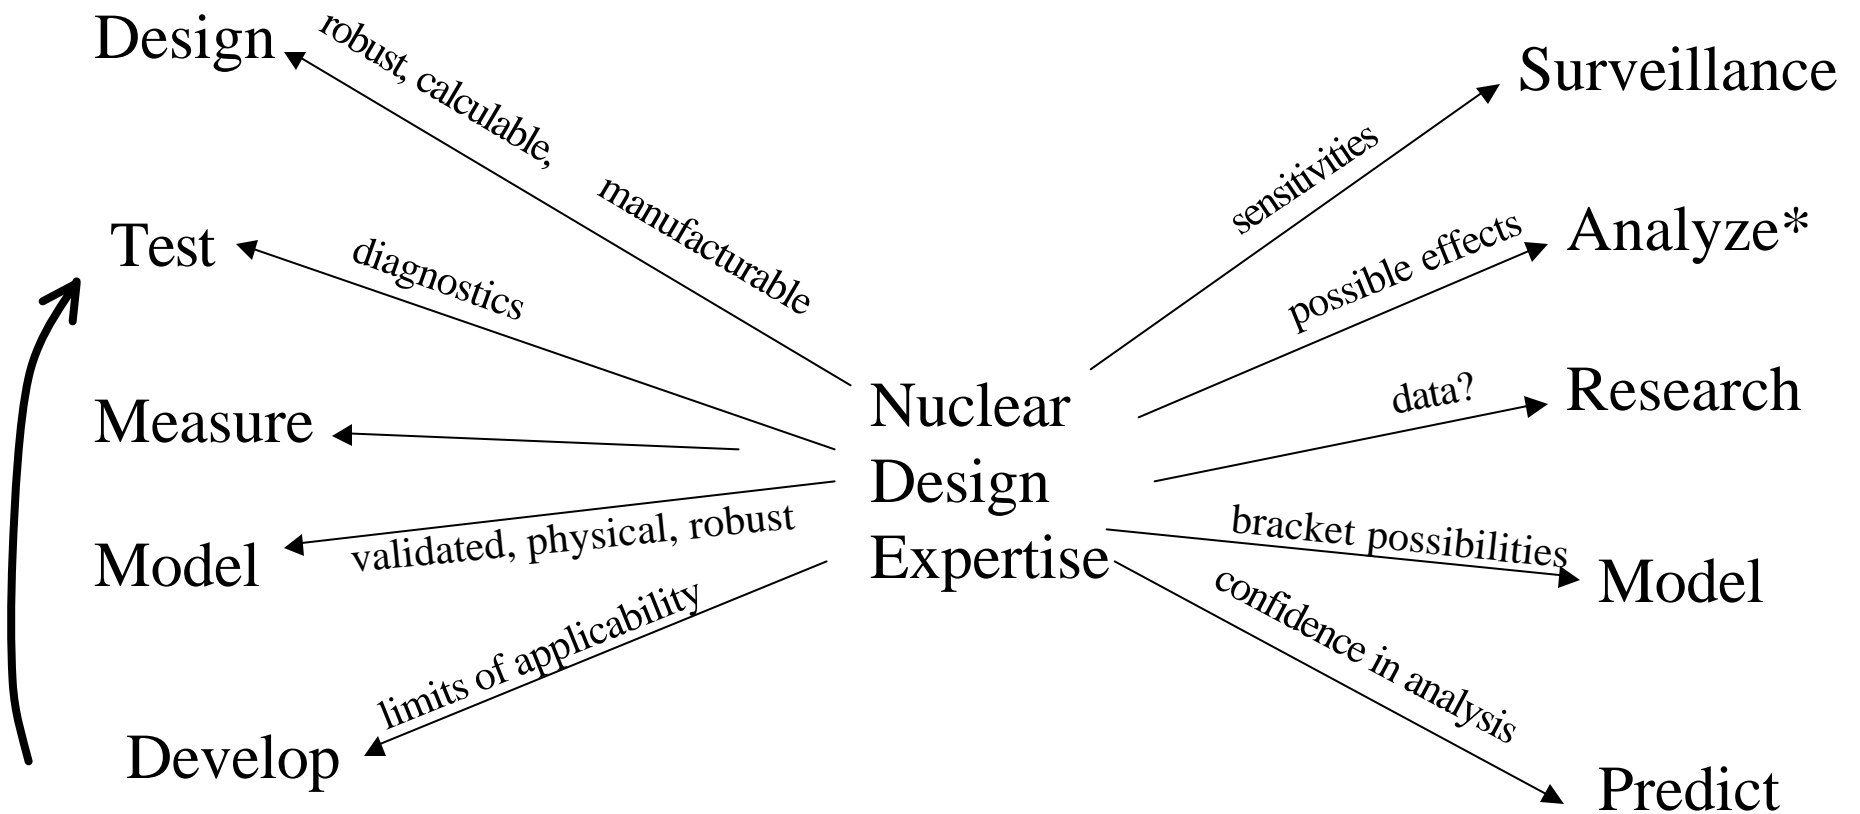 Design
robust, calculable, manufacturable
Test
diagnostics
Measure
Model
validated, physical, robust
Develop
limits of applicability
Nuclear
Design
Expertise
Surveillance
sensitivities
Analyze*
possible effects
Research
data?
Model
bracket possibilities
Predict
confidence in analysis